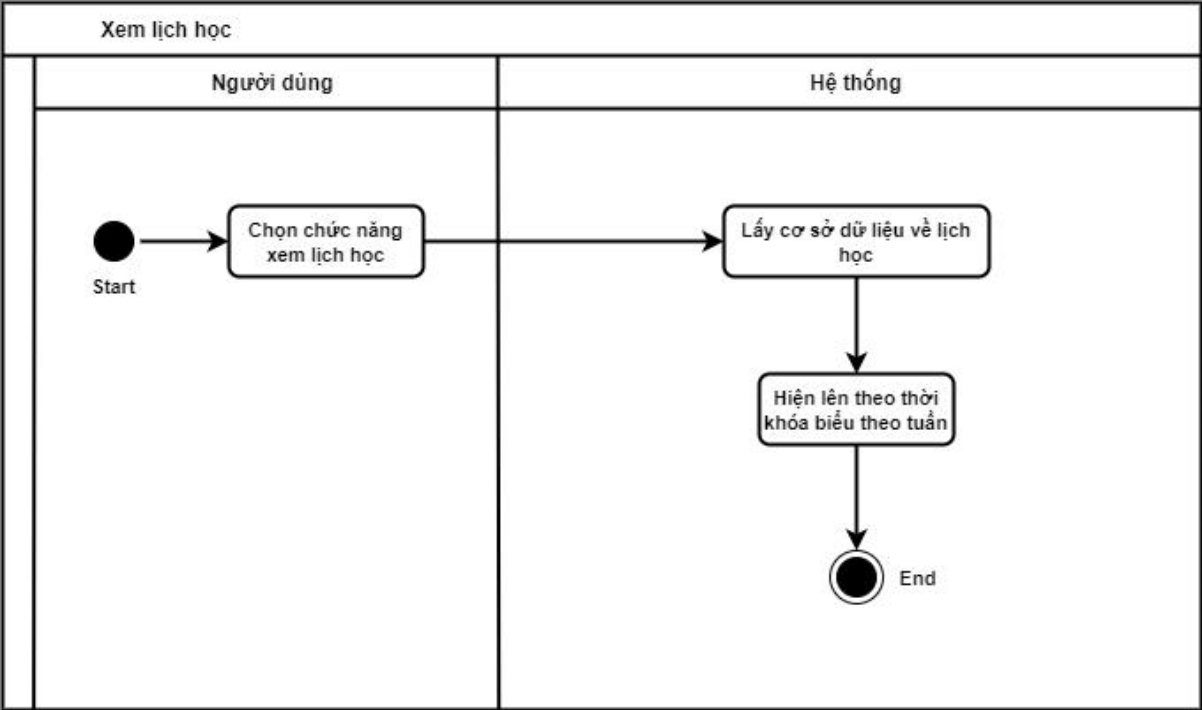 Xem lịch học
Người dùng
Hệ thống
Chọn chức năng
xem lịch học
Lấy cơ sở dữ liệu về lịch
học
Start
Hiện lên theo thời
khóa biểu theo tuần
End